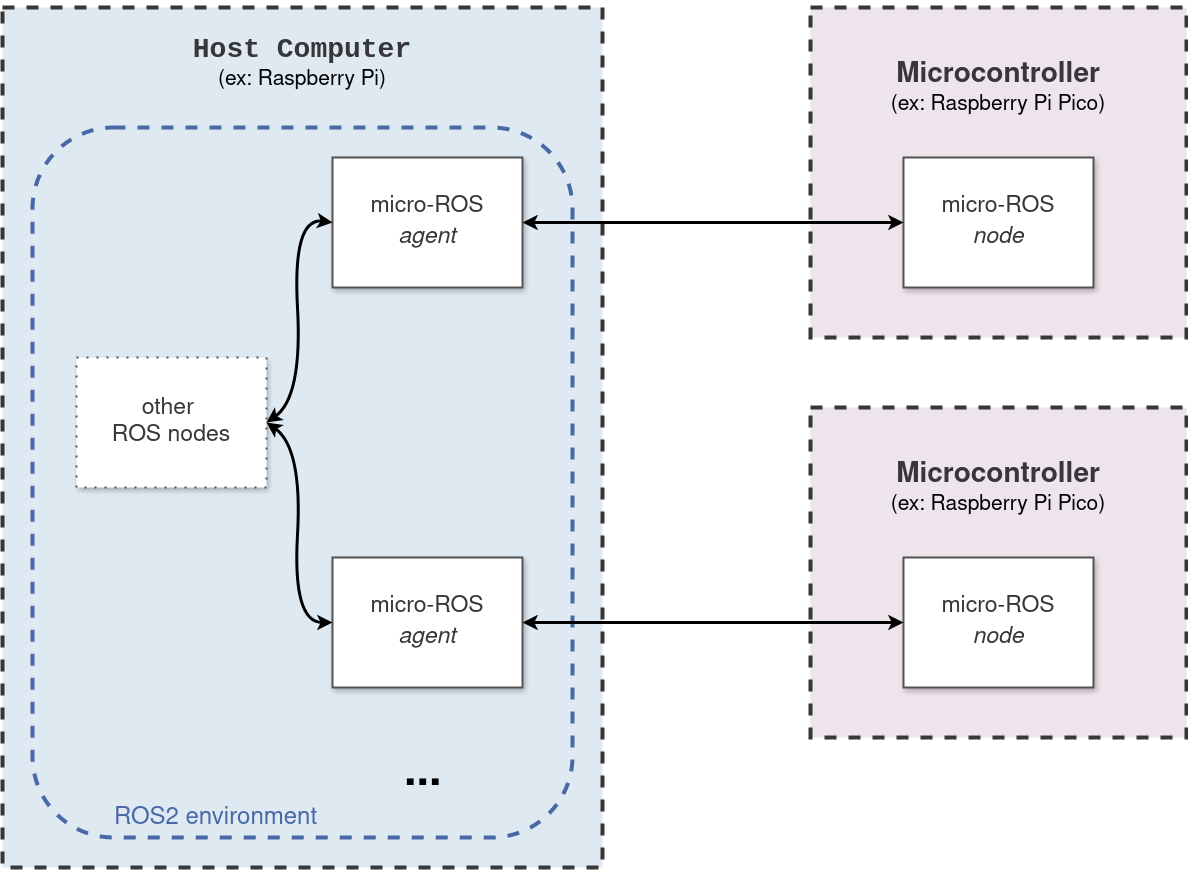 Host Computer
(ex: Raspberry Pi)
micro-ROS
agent
other
ROS nodes
micro-ROS
agent
...
ROS2 environment
Microcontroller
(ex: Raspberry Pi Pico)
micro-ROS
node
Microcontroller
(ex: Raspberry Pi Pico)
micro-ROS
node